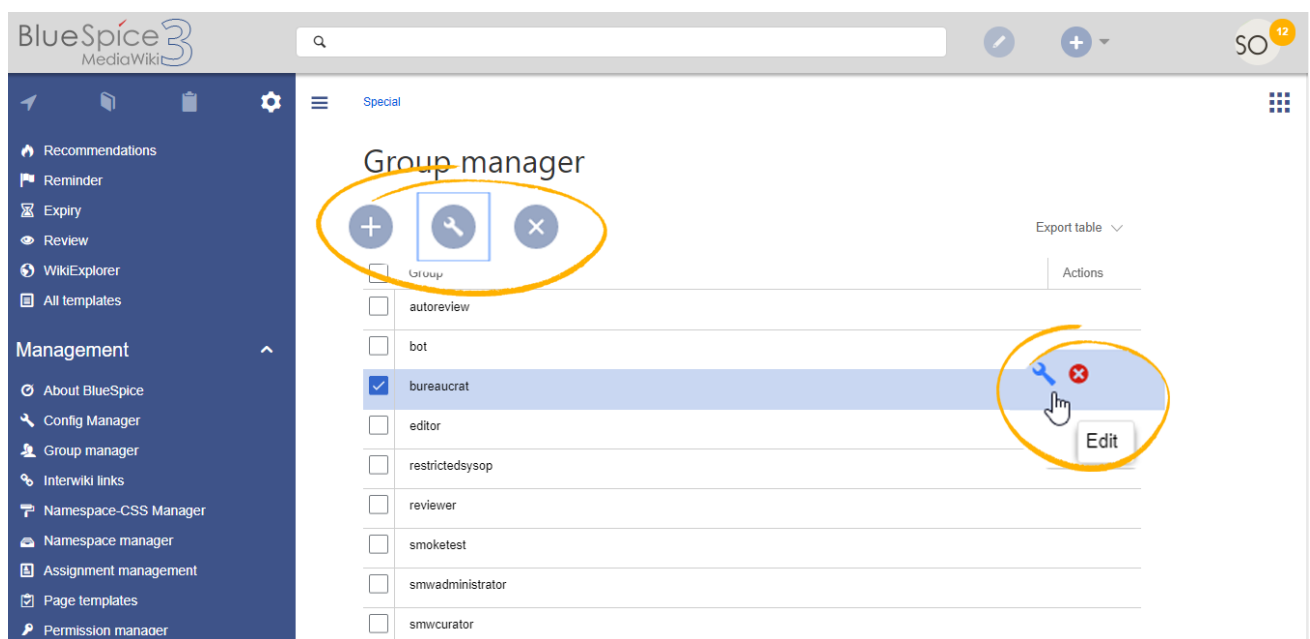 BlueSpice 3
MediaWiki
SO
12
Special
Recommendations
Reminder
Expiry
Review
WikiExplorer
All templates
Management
About BlueSpice
Config Manager
Group manager
Interwiki links
Namespace-CSS Manager
Namespace manager
Assignment management
Page templates
Permission manager
Group manager
Export table
Group
Actions
autoreview
bot
bureaucrat
Edit
editor
restrictedsysop
reviewer
smoketest
smwadministrator
smwcurator